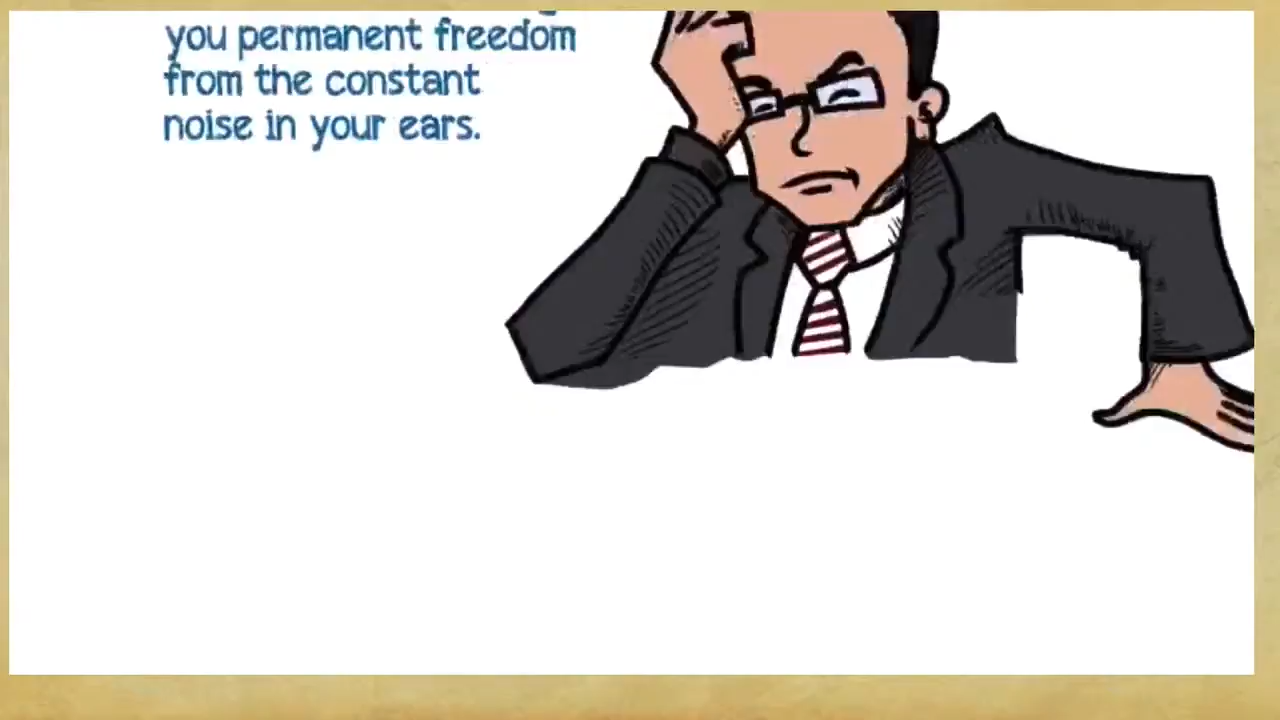 you permanent freedom
from the constant
noise in your ears.